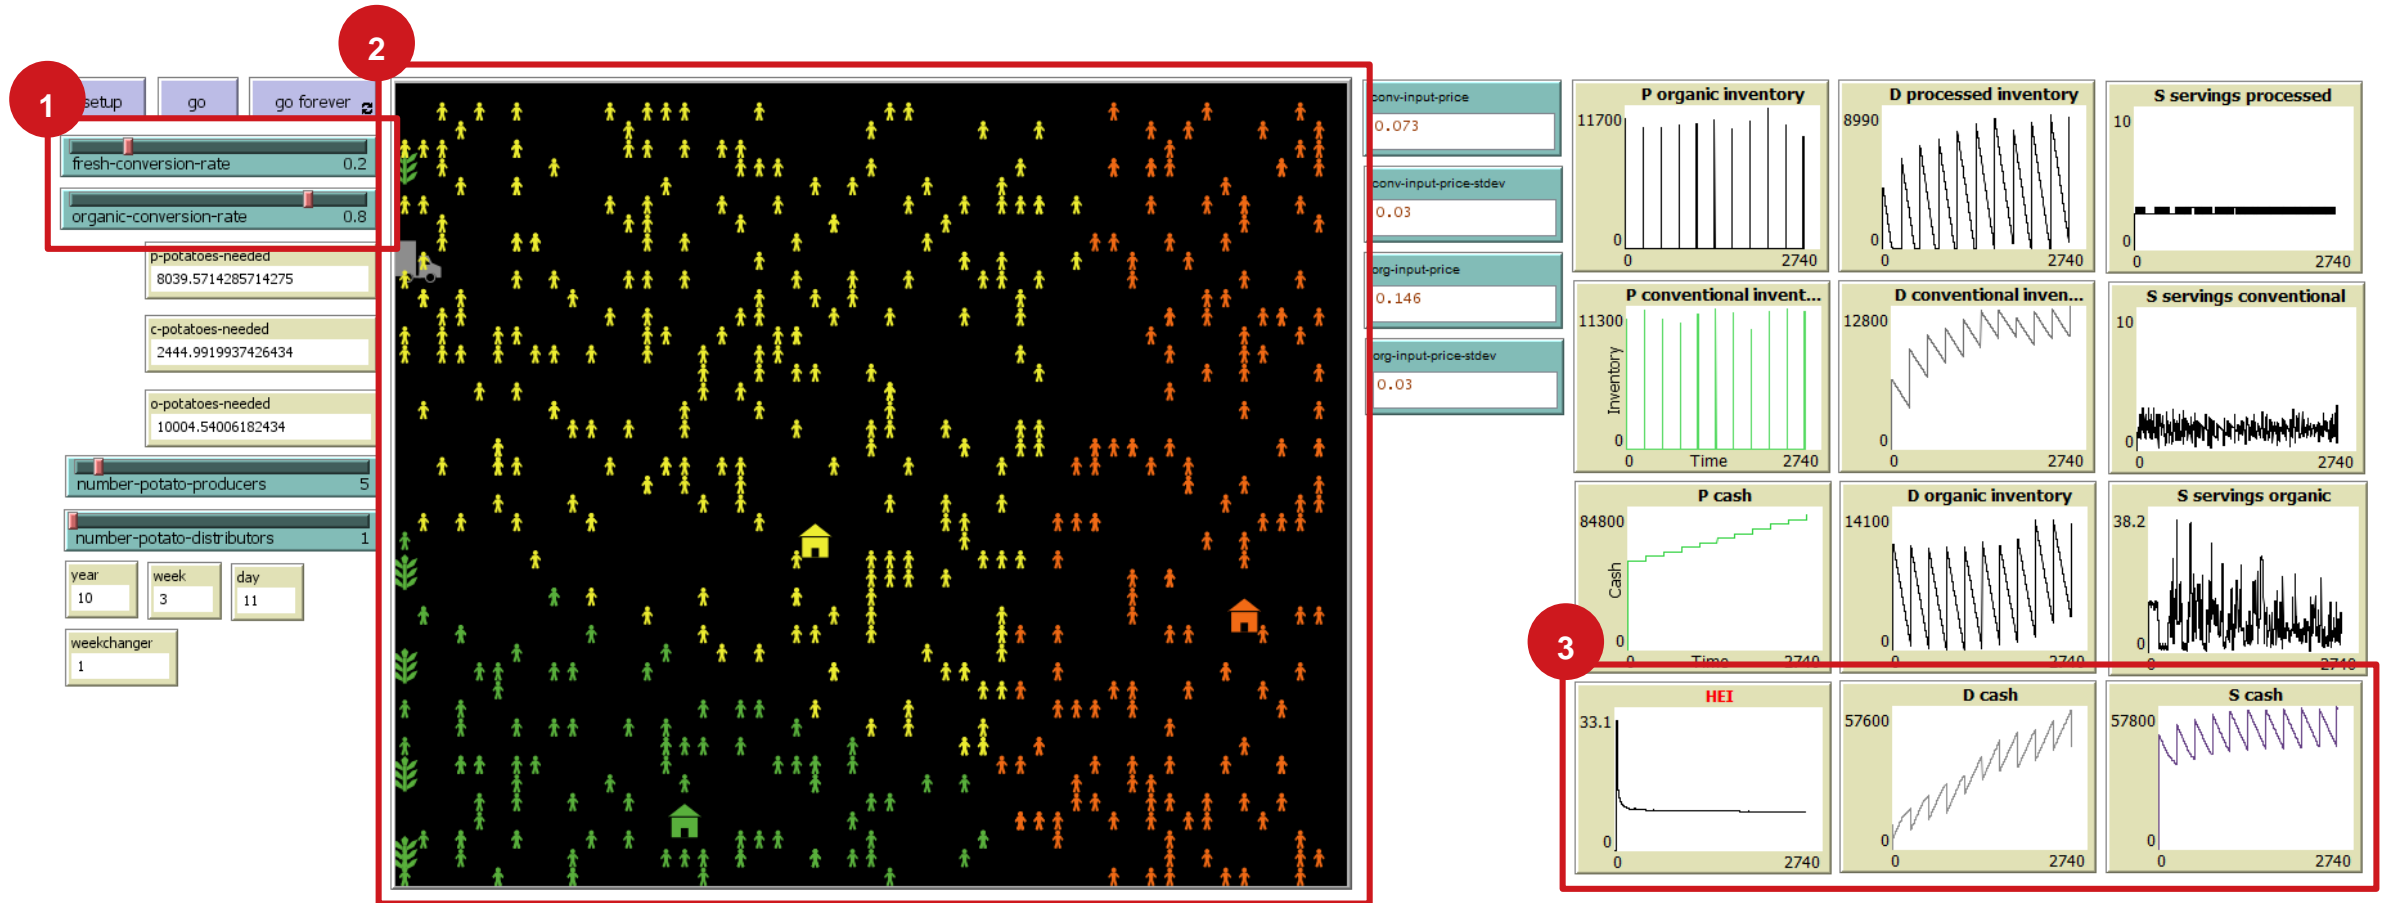 2
1
setup
go
go forever
fresh-conversion-rate 0.2
organic-conversion-rate 0.8
p-potatoes-needed
8039.5714285714275
c-potatoes-needed
2444.9919937426434
o-potatoes-needed
10004.54006182434
number-potato-producers 5
number-potato-distributors 1
year
10
week
3
day
11
weekchanger
1
conv-input-price
0.073
conv-input-price-stdev
0.03
org-input-price
0.146
org-input-price-stdev
0.03
P organic inventory
11700
0
0 2740
D processed inventory
8990
0
0 2740
S servings processed
10
0
0 2740
P conventional invent...
11300
Inventory
0
0 Time 2740
D conventional inven...
12800
0
0 2740
S servings conventional
10
0
0 2740
P cash
84800
Cash
0
0 Time 2740
D organic inventory
14100
0
0 2740
S servings organic
38.2
0
0 2740
3
HEI
33.1
0
0 2740
D cash
57600
0
0 2740
S cash
57800
0
0 2740